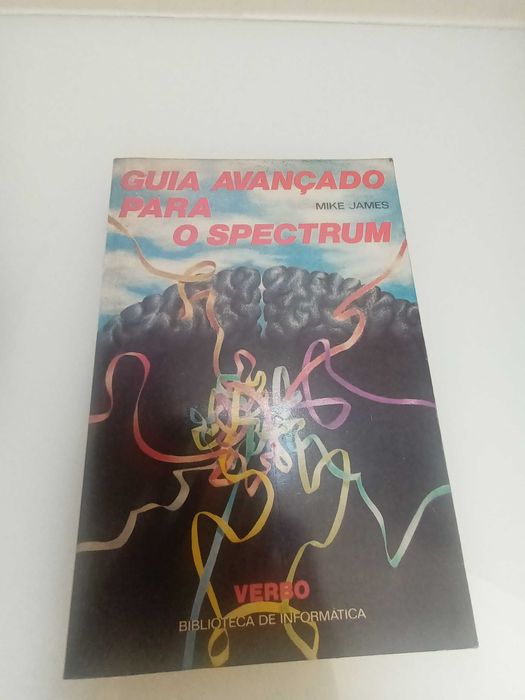 GUIA AVANÇADO
PARA
MIKE JAMES
O SPECTRUM
VERBO
BIBLIOTECA DE INFORMÁTICA